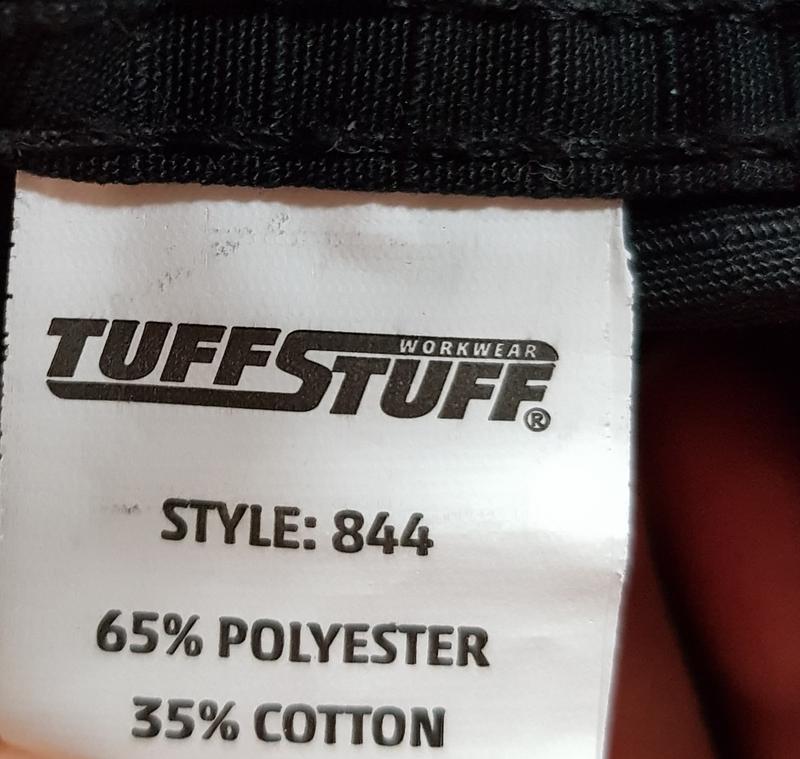 WORKWEAR
TUFFSTUFF®
STYLE: 844
65% POLYESTER
35% COTTON